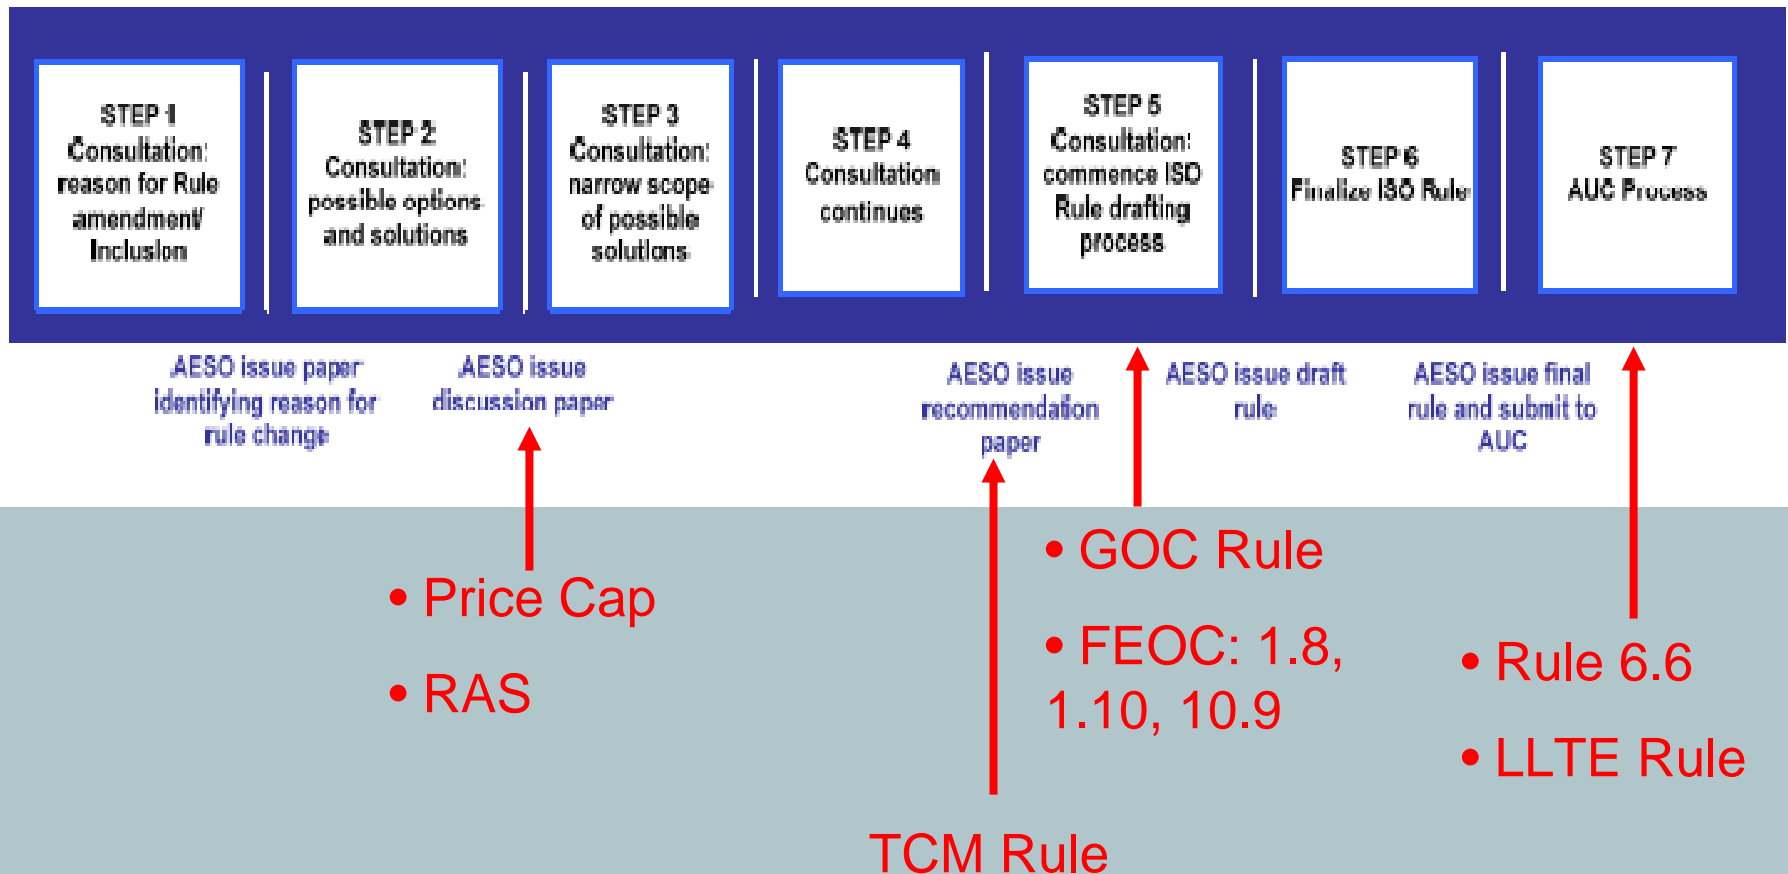 STEP 1
Consultation:
reason for Rule
amendment/
Inclusion
STEP 2
Consultation:
possible options
and solutions
STEP 3
Consultation:
narrow scope
of possible
solutions
STEP 4
Consultation
continues
STEP 5
Consultation:
commence ISO
Rule drafting
process
STEP 6
Finalize ISO Rule
STEP 7
AUC Process
AESO issue paper
identifying reason for
rule change
AESO issue
discussion paper
AESO issue
recommendation
paper
AESO issue draft
rule
AESO issue final
rule and submit to
AUC
• Price Cap
• RAS
TCM Rule
• GOC Rule
• FEOC: 1.8,
1.10, 10.9
• Rule 6.6
• LLTE Rule